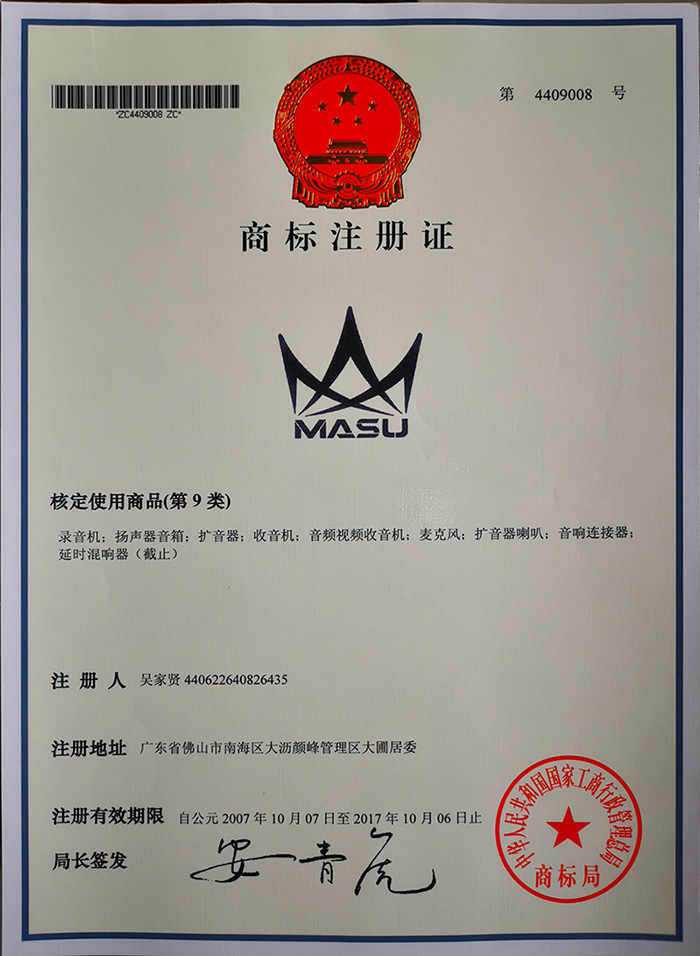 第 4409008 号
*ZC4409008 ZC*
商标注册证
MASU
核定使用商品(第 9 类)
录音机；扬声器音箱；扩音器；收音机；音频视频收音机；麦克风；扩音器喇叭；音响连接器；
延时混响器（截止）
注 册 人 吴家贤 440622640826435
注册地址 广东省佛山市南海区大沥颜峰管理区大圃居委
注册有效期限 自公元 2007 年 10 月 07 日至 2017 年 10 月 06 日止
局长签发 安青虎
中华人民共和国国家工商行政管理总局
商标局